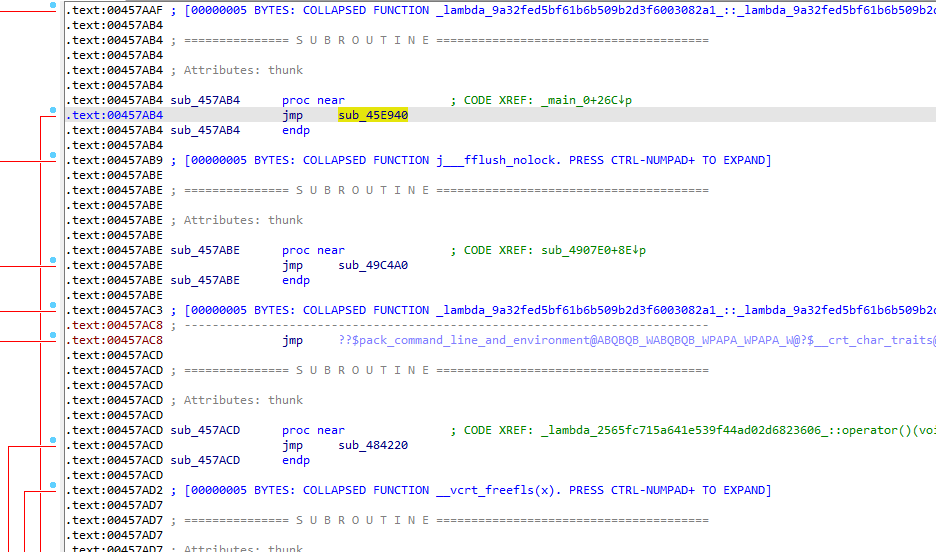 .text:00457AAF ; [00000005 BYTES: COLLAPSED FUNCTION _lambda_9a32fed5bf61b6b509b2d3f6003082a1_::_lambda_9a32fed5bf61b6b509b2d
.text:00457AB4
.text:00457AB4 ; =============== S U B R O U T I N E =======================================
.text:00457AB4
.text:00457AB4 ; Attributes: thunk
.text:00457AB4
.text:00457AB4 sub_457AB4 proc near ; CODE XREF: _main_0+26C↓p
.text:00457AB4 jmp sub_45E940
.text:00457AB4 sub_457AB4 endp
.text:00457AB4
.text:00457AB9 ; [00000005 BYTES: COLLAPSED FUNCTION j___fflush_nolock. PRESS CTRL-NUMPAD+ TO EXPAND]
.text:00457ABE
.text:00457ABE ; =============== S U B R O U T I N E =======================================
.text:00457ABE
.text:00457ABE ; Attributes: thunk
.text:00457ABE
.text:00457ABE sub_457ABE proc near ; CODE XREF: sub_4907E0+8E↓p
.text:00457ABE jmp sub_49C4A0
.text:00457ABE sub_457ABE endp
.text:00457ABE
.text:00457AC3 ; [00000005 BYTES: COLLAPSED FUNCTION _lambda_9a32fed5bf61b6b509b2d3f6003082a1_::_lambda_9a32fed5bf61b6b509b2d
.text:00457AC8 ; ---------------------------------------------------------------------------
.text:00457AC8 jmp ??$pack_command_line_and_environment@ABQBQB_WABQBQB_WPAPA_WPAPA_W@?$__crt_char_traits@
.text:00457ACD
.text:00457ACD ; =============== S U B R O U T I N E =======================================
.text:00457ACD
.text:00457ACD ; Attributes: thunk
.text:00457ACD
.text:00457ACD sub_457ACD proc near ; CODE XREF: _lambda_2565fc715a641e539f44ad02d6823606_::operator()(voi
.text:00457ACD jmp sub_484220
.text:00457ACD sub_457ACD endp
.text:00457ACD
.text:00457AD2 ; [00000005 BYTES: COLLAPSED FUNCTION __vcrt_freefls(x). PRESS CTRL-NUMPAD+ TO EXPAND]
.text:00457AD7
.text:00457AD7 ; =============== S U B R O U T I N E =======================================
.text:00457AD7
.text:00457AD7 ; Attributes: thunk